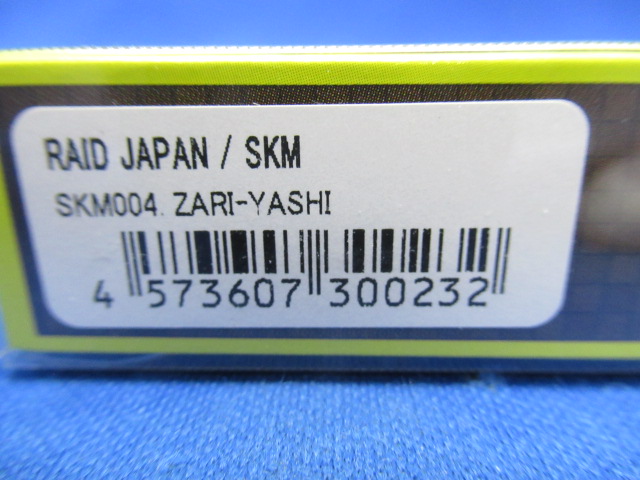 RAID JAPAN / SKM
SKM004. ZARI-YASHI
4 573607 300232